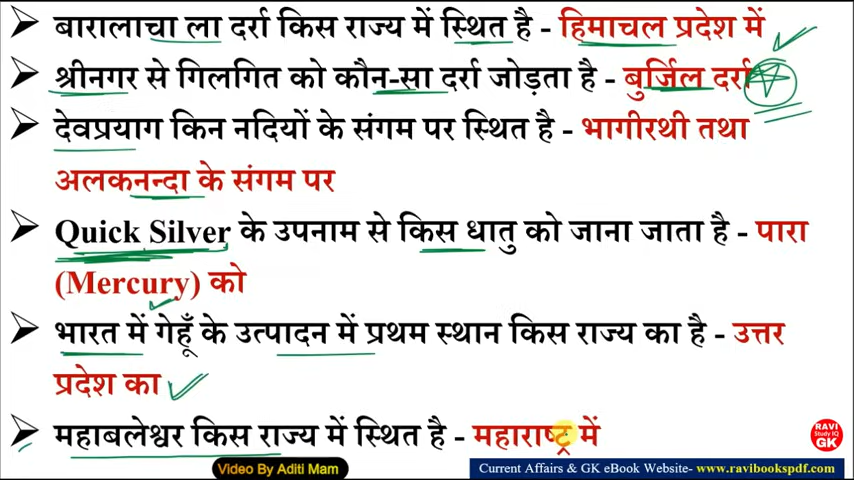 ➤ बारालाचा ला दर्रा किस राज्य में स्थित है - हिमाचल प्रदेश में
➤ श्रीनगर से गिलगित को कौन-सा दर्रा जोड़ता है - बुर्जिल दर्रा
➤ देवप्रयाग किन नदियों के संगम पर स्थित है - भागीरथी तथा
अलकनन्दा के संगम पर
➤ Quick Silver के उपनाम से किस धातु को जाना जाता है - पारा
(Mercury) को
➤ भारत में गेहूँ के उत्पादन में प्रथम स्थान किस राज्य का है - उत्तर
प्रदेश का
➤ महाबलेश्वर किस राज्य में स्थित है - महाराष्ट्र में
RAVI
Study IQ
GK
Video By Aditi Mam
Current Affairs & GK eBook Website- www.ravibookspdf.com